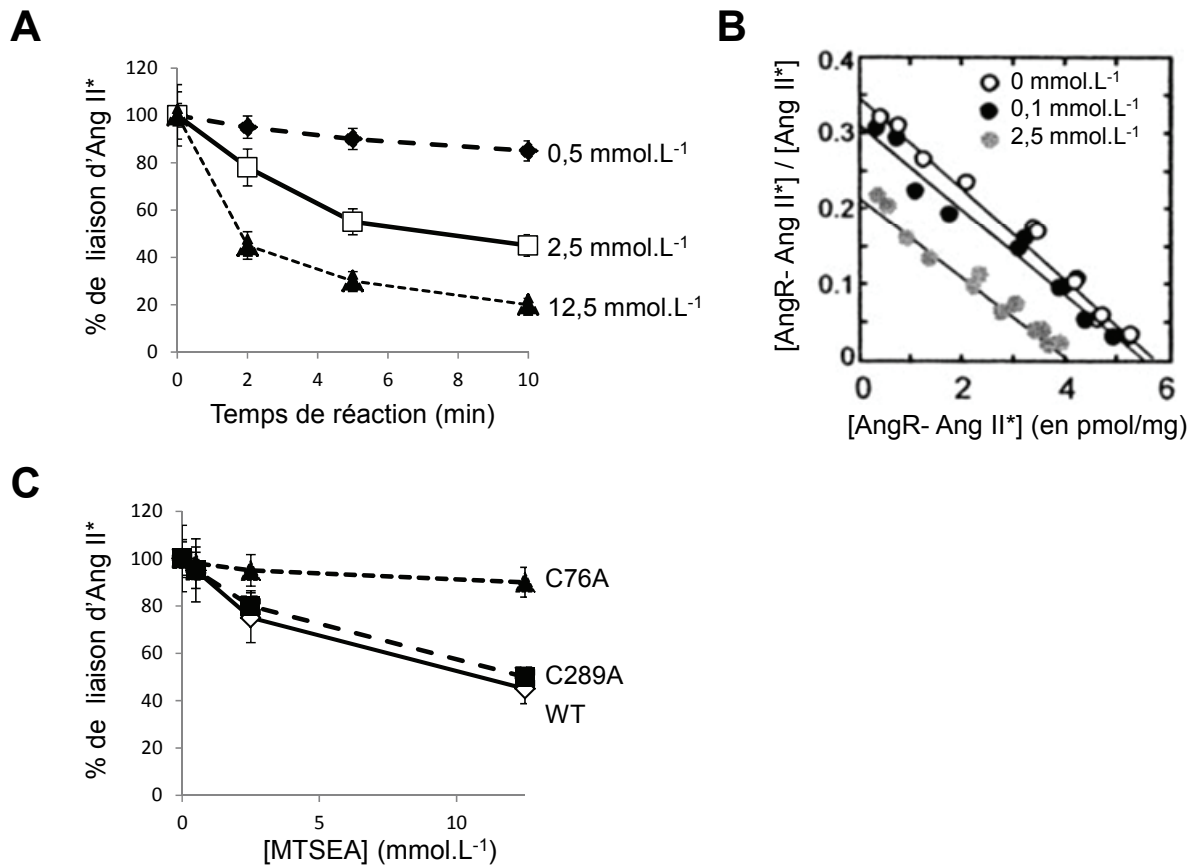 A
% de liaison d'Ang II*
120
100
80
60
40
20
0
0,5 mmol.L-1
2,5 mmol.L-1
12,5 mmol.L-1
0 2 4 6 8 10
Temps de réaction (min)
B
[AngR- Ang II*] / [Ang II*]
0.4
0.3
0.2
0.1
0
0 mmol.L-1
0,1 mmol.L-1
2,5 mmol.L-1
0 2 4 6
[AngR- Ang II*] (en pmol/mg)
C
% de liaison d'Ang II*
120
100
80
60
40
20
0
C76A
C289A
WT
0 5 10
[MTSEA] (mmol.L-1)